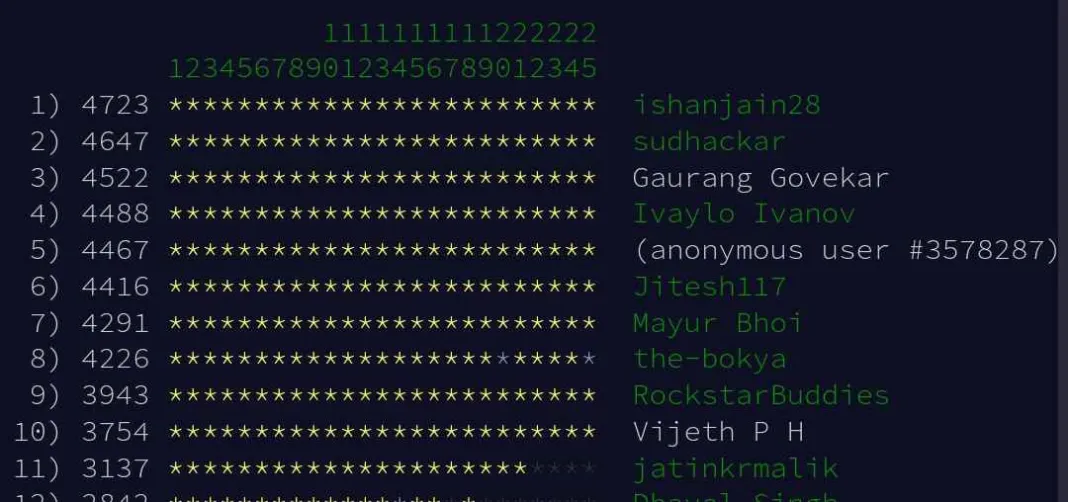 1111111111222222
1234567890123456789012345
1) 4723 ************************* ishanjain28
2) 4647 ************************* sudhackar
3) 4522 ************************* Gaurang Govekar
4) 4488 ************************* Ivaylo Ivanov
5) 4467 ************************* (anonymous user #3578287)
6) 4416 ************************* Jitesh117
7) 4291 ************************* Mayur Bhoi
8) 4226 ************************* the-bokya
9) 3943 ************************* RockstarBuddies
10) 3754 ************************* Vijeth P H
11) 3137 ************************* jatinkrmalik